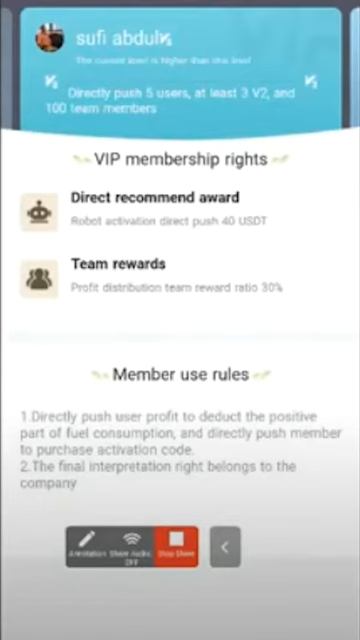 sufi abdul
The current level is higher than this level
Directly push 5 users, at least 3 V2, and
100 team members
VIP membership rights
Direct recommend award
Robot activation direct push 40 USDT
Team rewards
Profit distribution team reward ratio 30%
Member use rules
1.Directly push user profit to deduct the positive
part of fuel consumption, and directly push member
to purchase activation code.
2.The final interpretation right belongs to the
company
Annotation Share Audio: Stop Share
OFF